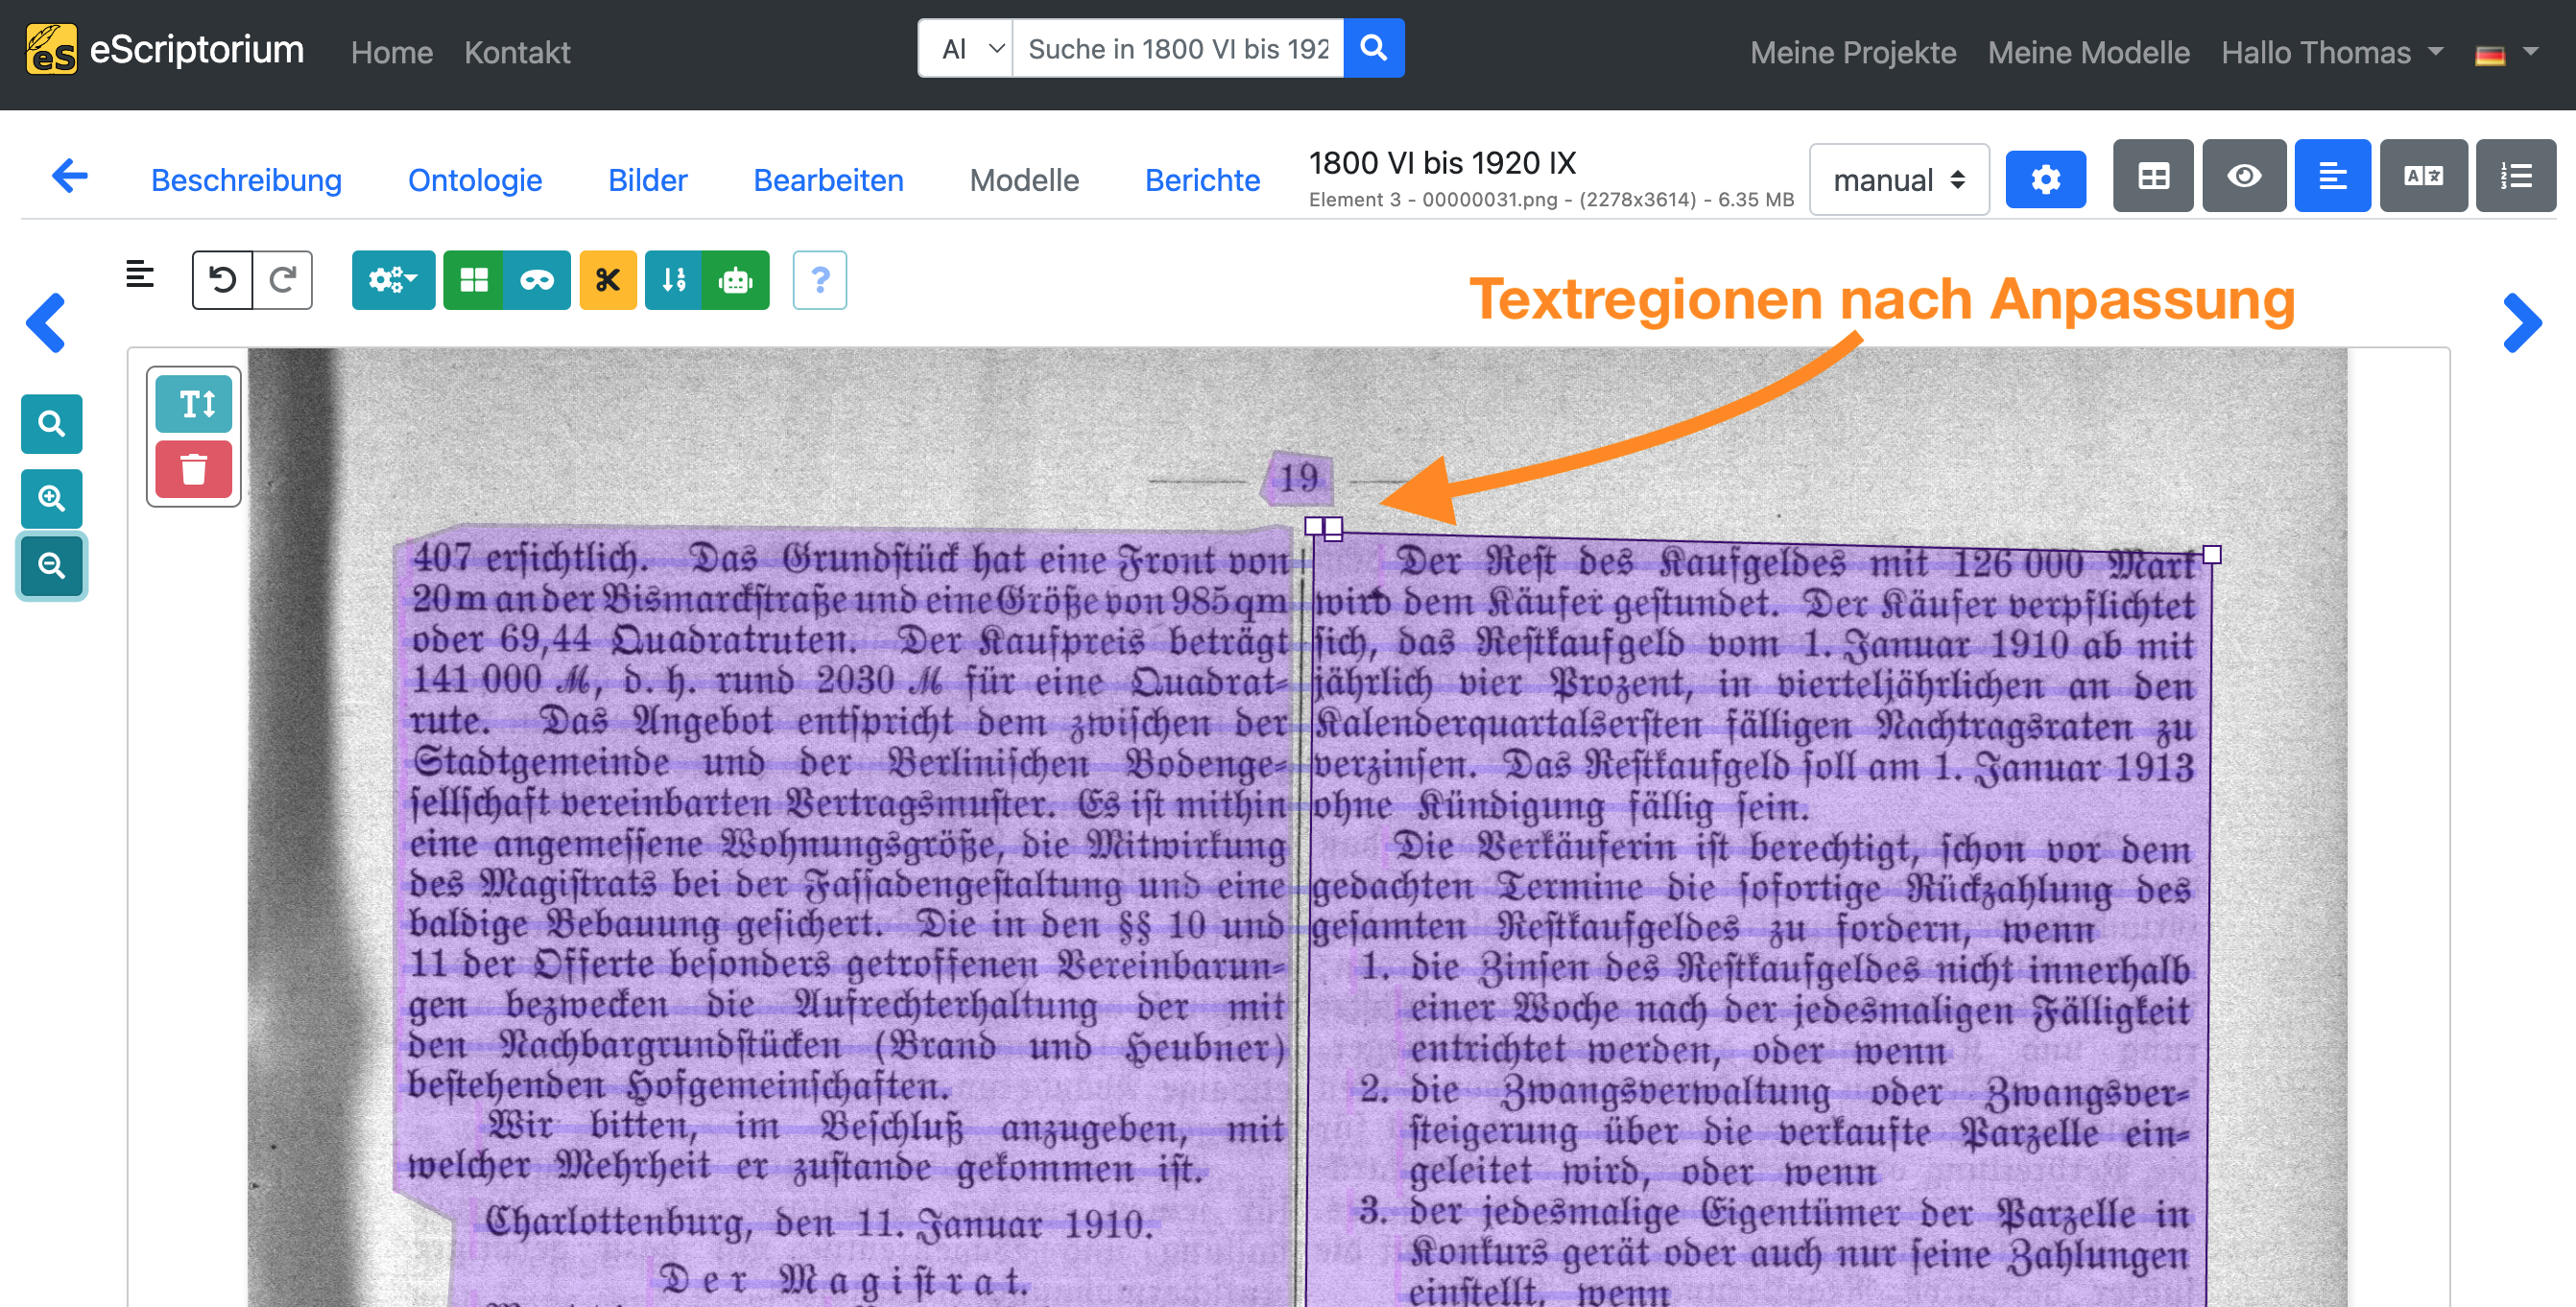 eScriptorium
Home
Kontakt
Al
Suche in 1800 VI bis 192
Meine Projekte
Meine Modelle
Hallo Thomas
Beschreibung
Ontologie
Bilder
Bearbeiten
Modelle
Berichte
1800 VI bis 1920 IX
Element 3 - 00000031.png - (2278x3614) - 6.35 MB
manual
Textregionen nach Anpassung
19
407 erſichtlich. Das Grundſtück hat eine Front von
20 m an der Bismarckſtraße und eine Größe von 985 qm
oder 69,44 Quadratruten. Der Kaufpreis beträgt
141 000 ℳ, d. h. rund 2030 ℳ für eine Quadrat-
rute. Das Angebot entſpricht dem zwiſchen der
Stadtgemeinde und der Berliniſchen Bodenge-
ſellſchaft vereinbarten Vertragsmuſter. Es iſt mithin
eine angemeſſene Wohnungsgröße, die Mitwirkung
des Magiſtrats bei der Faſſadengeſtaltung und eine
baldige Bebauung geſichert. Die in den §§ 10 und
11 der Offerte beſonders getroffenen Vereinbarun-
gen bezwecken die Aufrechterhaltung der mit
den Nachbargrundſtücken (Brand und Heubner)
beſtehenden Hofgemeinſchaften.
Wir bitten, im Beſchluß anzugeben, mit
welcher Mehrheit er zuſtande gekommen iſt.
Charlottenburg, den 11. Januar 1910.
Der Magiſtrat.
Der Reſt des Kaufgeldes mit 126 000 Mark
wird dem Käufer geſtundet. Der Käufer verpflichtet
ſich, das Reſtkaufgeld vom 1. Januar 1910 ab mit
jährlich vier Prozent, in vierteljährlichen an den
Kalenderquartalserſten fälligen Nachtragsraten zu
verzinſen. Das Reſtkaufgeld ſoll am 1. Januar 1913
ohne Kündigung fällig ſein.
Die Verkäuferin iſt berechtigt, ſchon vor dem
gedachten Termine die ſofortige Rückzahlung des
geſamten Reſtkaufgeldes zu fordern, wenn
1. die Zinſen des Reſtkaufgeldes nicht innerhalb
einer Woche nach der jedesmaligen Fälligkeit
entrichtet werden, oder wenn
2. die Zwangsverwaltung oder Zwangsver-
ſteigerung über die verkaufte Parzelle ein-
geleitet wird, oder wenn
3. der jedesmalige Eigentümer der Parzelle in
Konkurs gerät oder auch nur ſeine Zahlungen
einſtellt, wenn